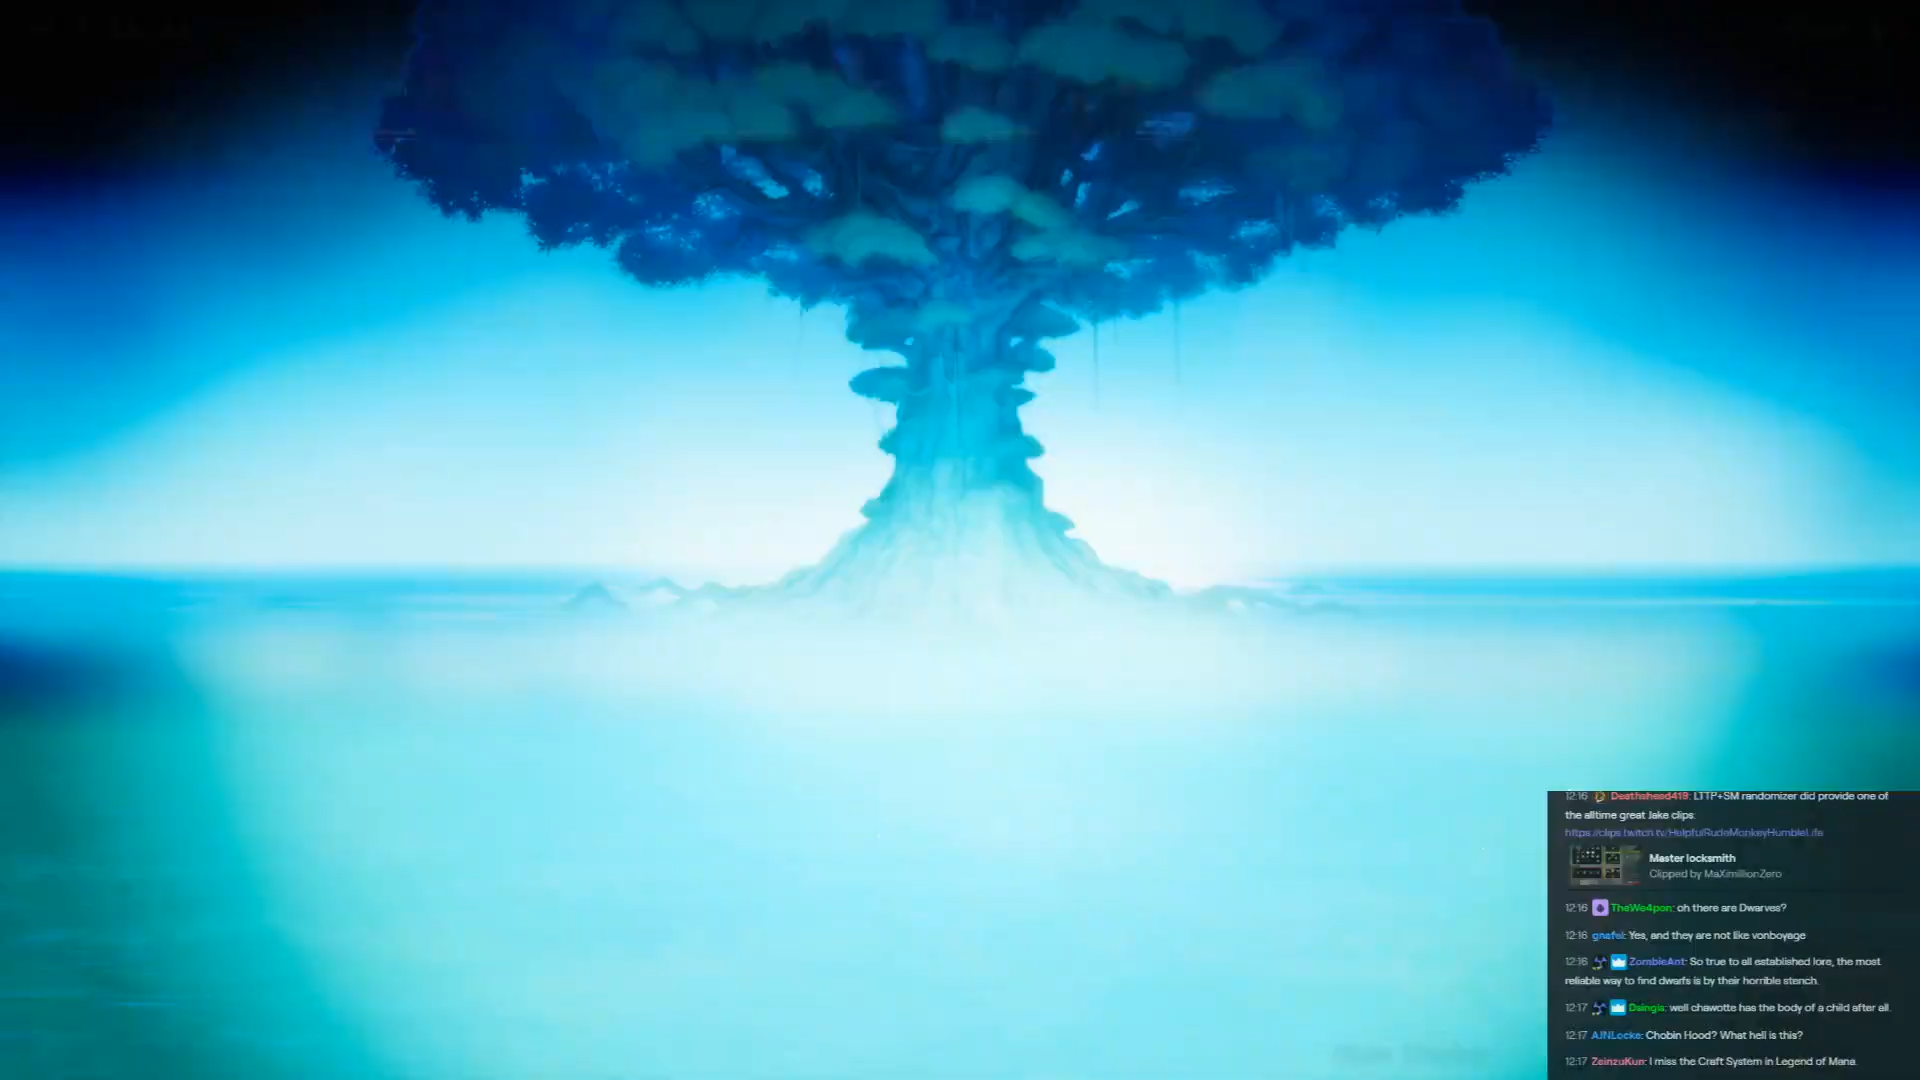 12:16 Deathshead419: LTTP+SM randomizer did provide one of
the alltime great Jake clips:
https://clips.twitch.tv/HelpfulRudeMonkeyHumbleLife
Master locksmith
Clipped by MaXimillionZero
12:16 TheWe4pon: oh there are Dwarves?
12:16 gnafel: Yes, and they are not like vonboyage
12:16 ZombieAnt: So true to all established lore, the most
reliable way to find dwarfs is by their horrible stench.
12:17 Dsingis: well chawotte has the body of a child after all.
12:17 AJNLocke: Chobin Hood? What hell is this?
12:17 ZeinzuKun: I miss the Craft System in Legend of Mana.